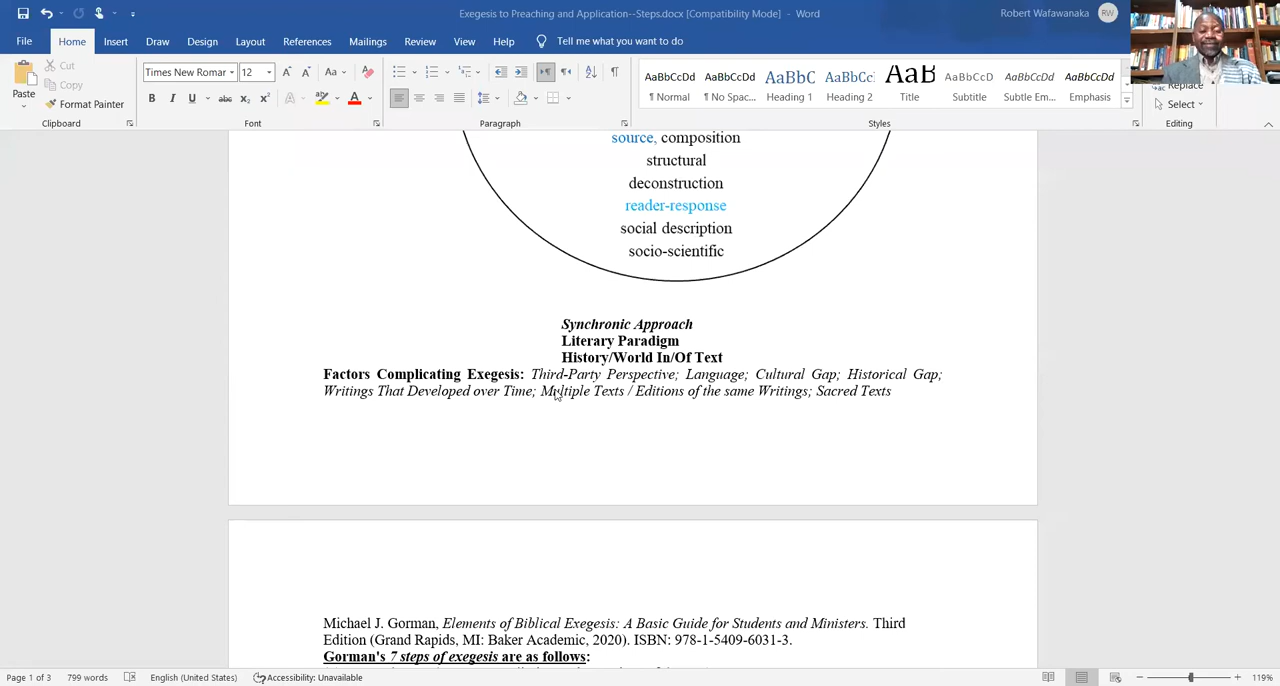 Exegesis to Preaching and Application--Steps.docx [Compatibility Mode] - Word
Robert Wafawanaka
RW
File Home Insert Draw Design Layout References Mailings Review View Help Tell me what you want to do
Paste
Cut
Copy
Format Painter
Clipboard
Times New Roman
12
Aa
B I U abc x₂ x² A A
Font
Paragraph
AaBbCcDd AaBbCcDd AaBbC AaBbCc AaB AaBbCcD AaBbCcDd AaBbCcDd
¶ Normal ¶ No Spac... Heading 1 Heading 2 Title Subtitle Subtle Em... Emphasis
Styles
Replace
Select
Editing
source, composition
structural
deconstruction
reader-response
social description
socio-scientific
Synchronic Approach
Literary Paradigm
History/World In/Of Text
Factors Complicating Exegesis: Third-Party Perspective; Language; Cultural Gap; Historical Gap;
Writings That Developed over Time; Multiple Texts / Editions of the same Writings; Sacred Texts
Michael J. Gorman, Elements of Biblical Exegesis: A Basic Guide for Students and Ministers. Third
Edition (Grand Rapids, MI: Baker Academic, 2020). ISBN: 978-1-5409-6031-3.
Gorman's 7 steps of exegesis are as follows:
Page 1 of 3 799 words English (United States) Accessibility: Unavailable 119%